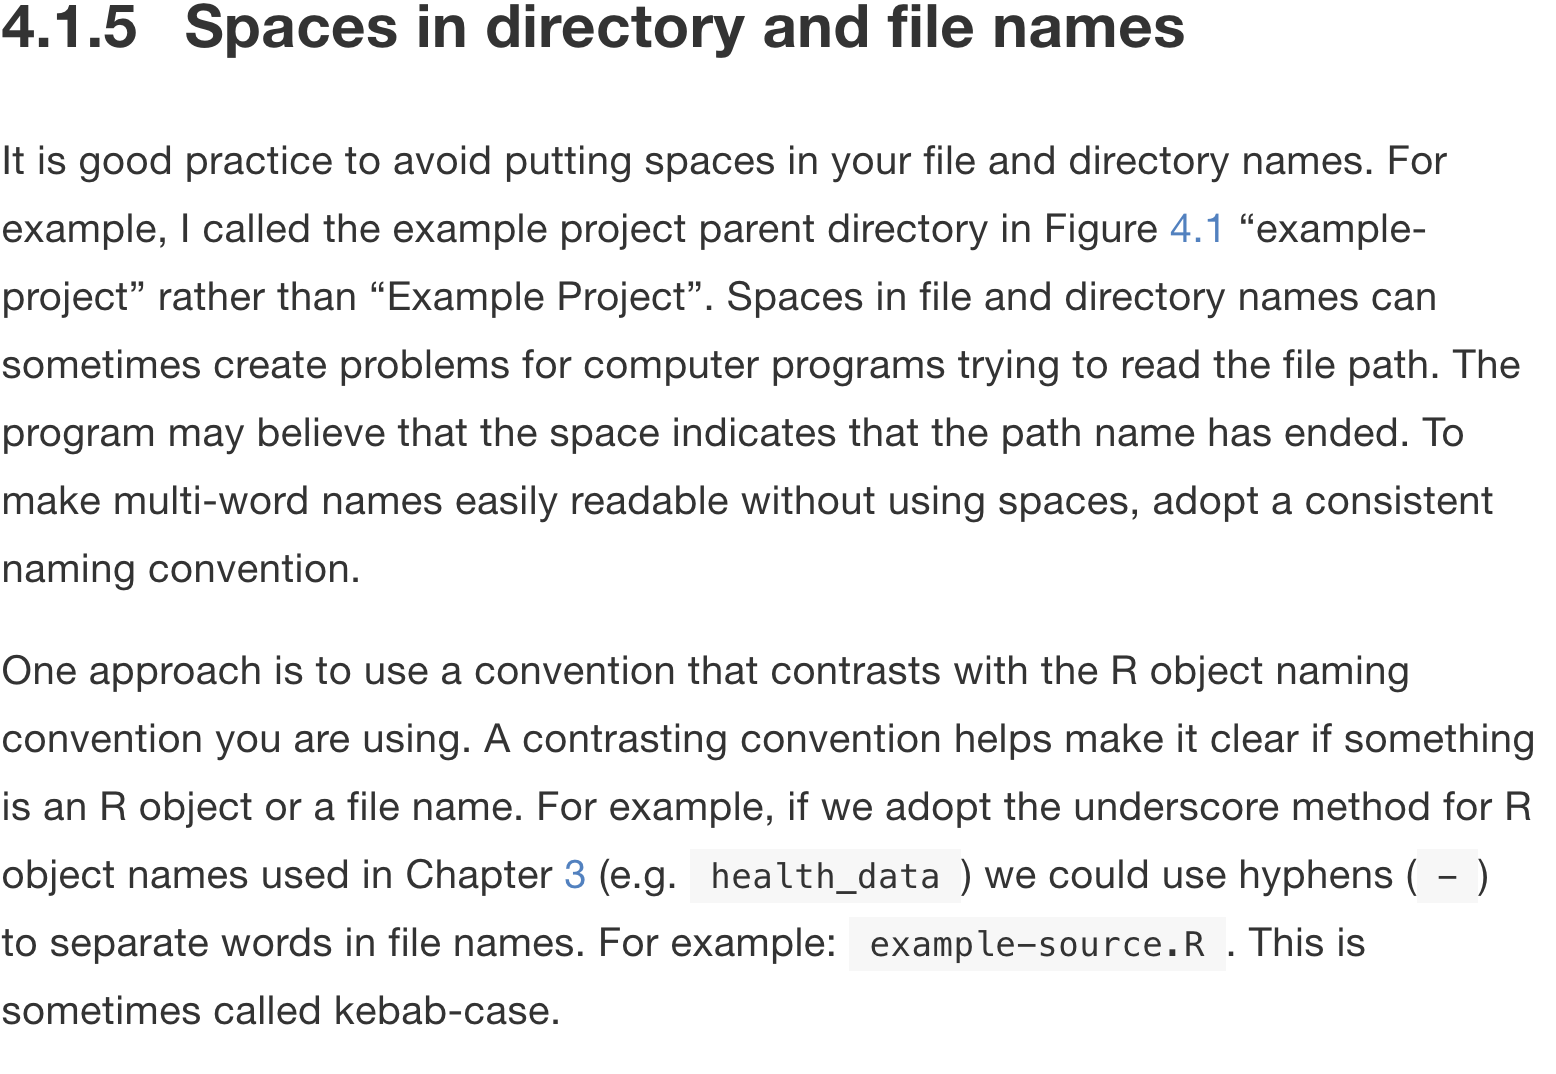 4.1.5 Spaces in directory and file names
It is good practice to avoid putting spaces in your file and directory names. For
example, I called the example project parent directory in Figure 4.1 “example-
project” rather than “Example Project”. Spaces in file and directory names can
sometimes create problems for computer programs trying to read the file path. The
program may believe that the space indicates that the path name has ended. To
make multi-word names easily readable without using spaces, adopt a consistent
naming convention.
One approach is to use a convention that contrasts with the R object naming
convention you are using. A contrasting convention helps make it clear if something
is an R object or a file name. For example, if we adopt the underscore method for R
object names used in Chapter 3 (e.g. health_data ) we could use hyphens ( - )
to separate words in file names. For example: example-source.R . This is
sometimes called kebab-case.